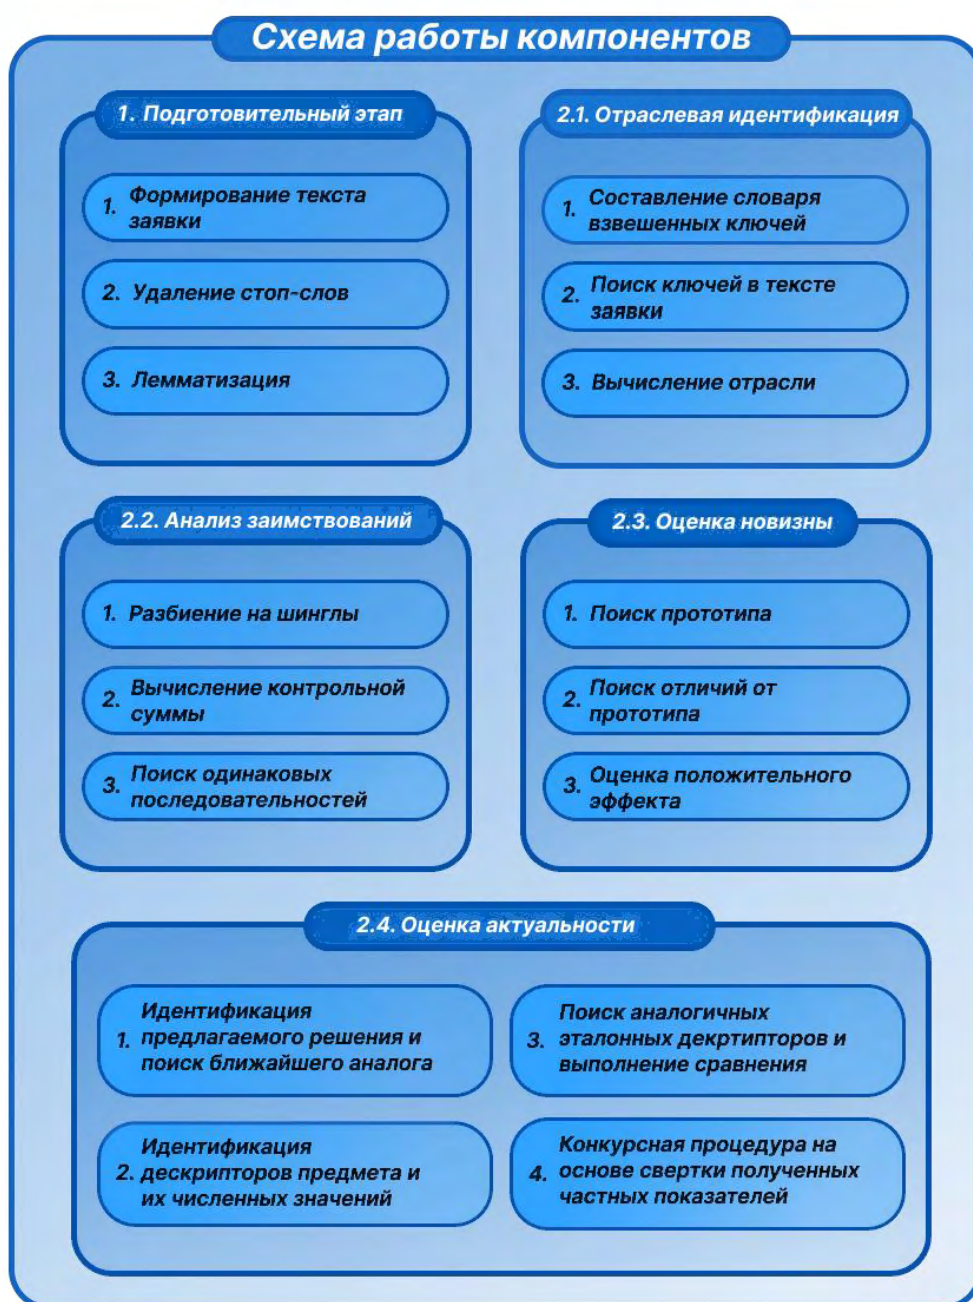 Схема работы компонентов
1. Подготовительный этап
1. Формирование текста
заявки
2. Удаление стоп-слов
3. Лемматизация
2.1. Отраслевая идентификация
1. Составление словаря
взвешенных ключей
2. Поиск ключей в тексте
заявки
3. Вычисление отрасли
2.2. Анализ заимствований
1. Разбиение на шинглы
2. Вычисление контрольной
суммы
3. Поиск одинаковых
последовательностей
2.3. Оценка новизны
1. Поиск прототипа
2. Поиск отличий от
прототипа
3. Оценка положительного
эффекта
2.4. Оценка актуальности
Идентификация
1. предлагаемого решения и
поиск ближайшего аналога
Идентификация
2. дескрипторов предмета и
их численных значений
Поиск аналогичных
3. эталонных декртипторов и
выполнение сравнения
Конкурсная процедура на
4. основе свертки полученных
частных показателей